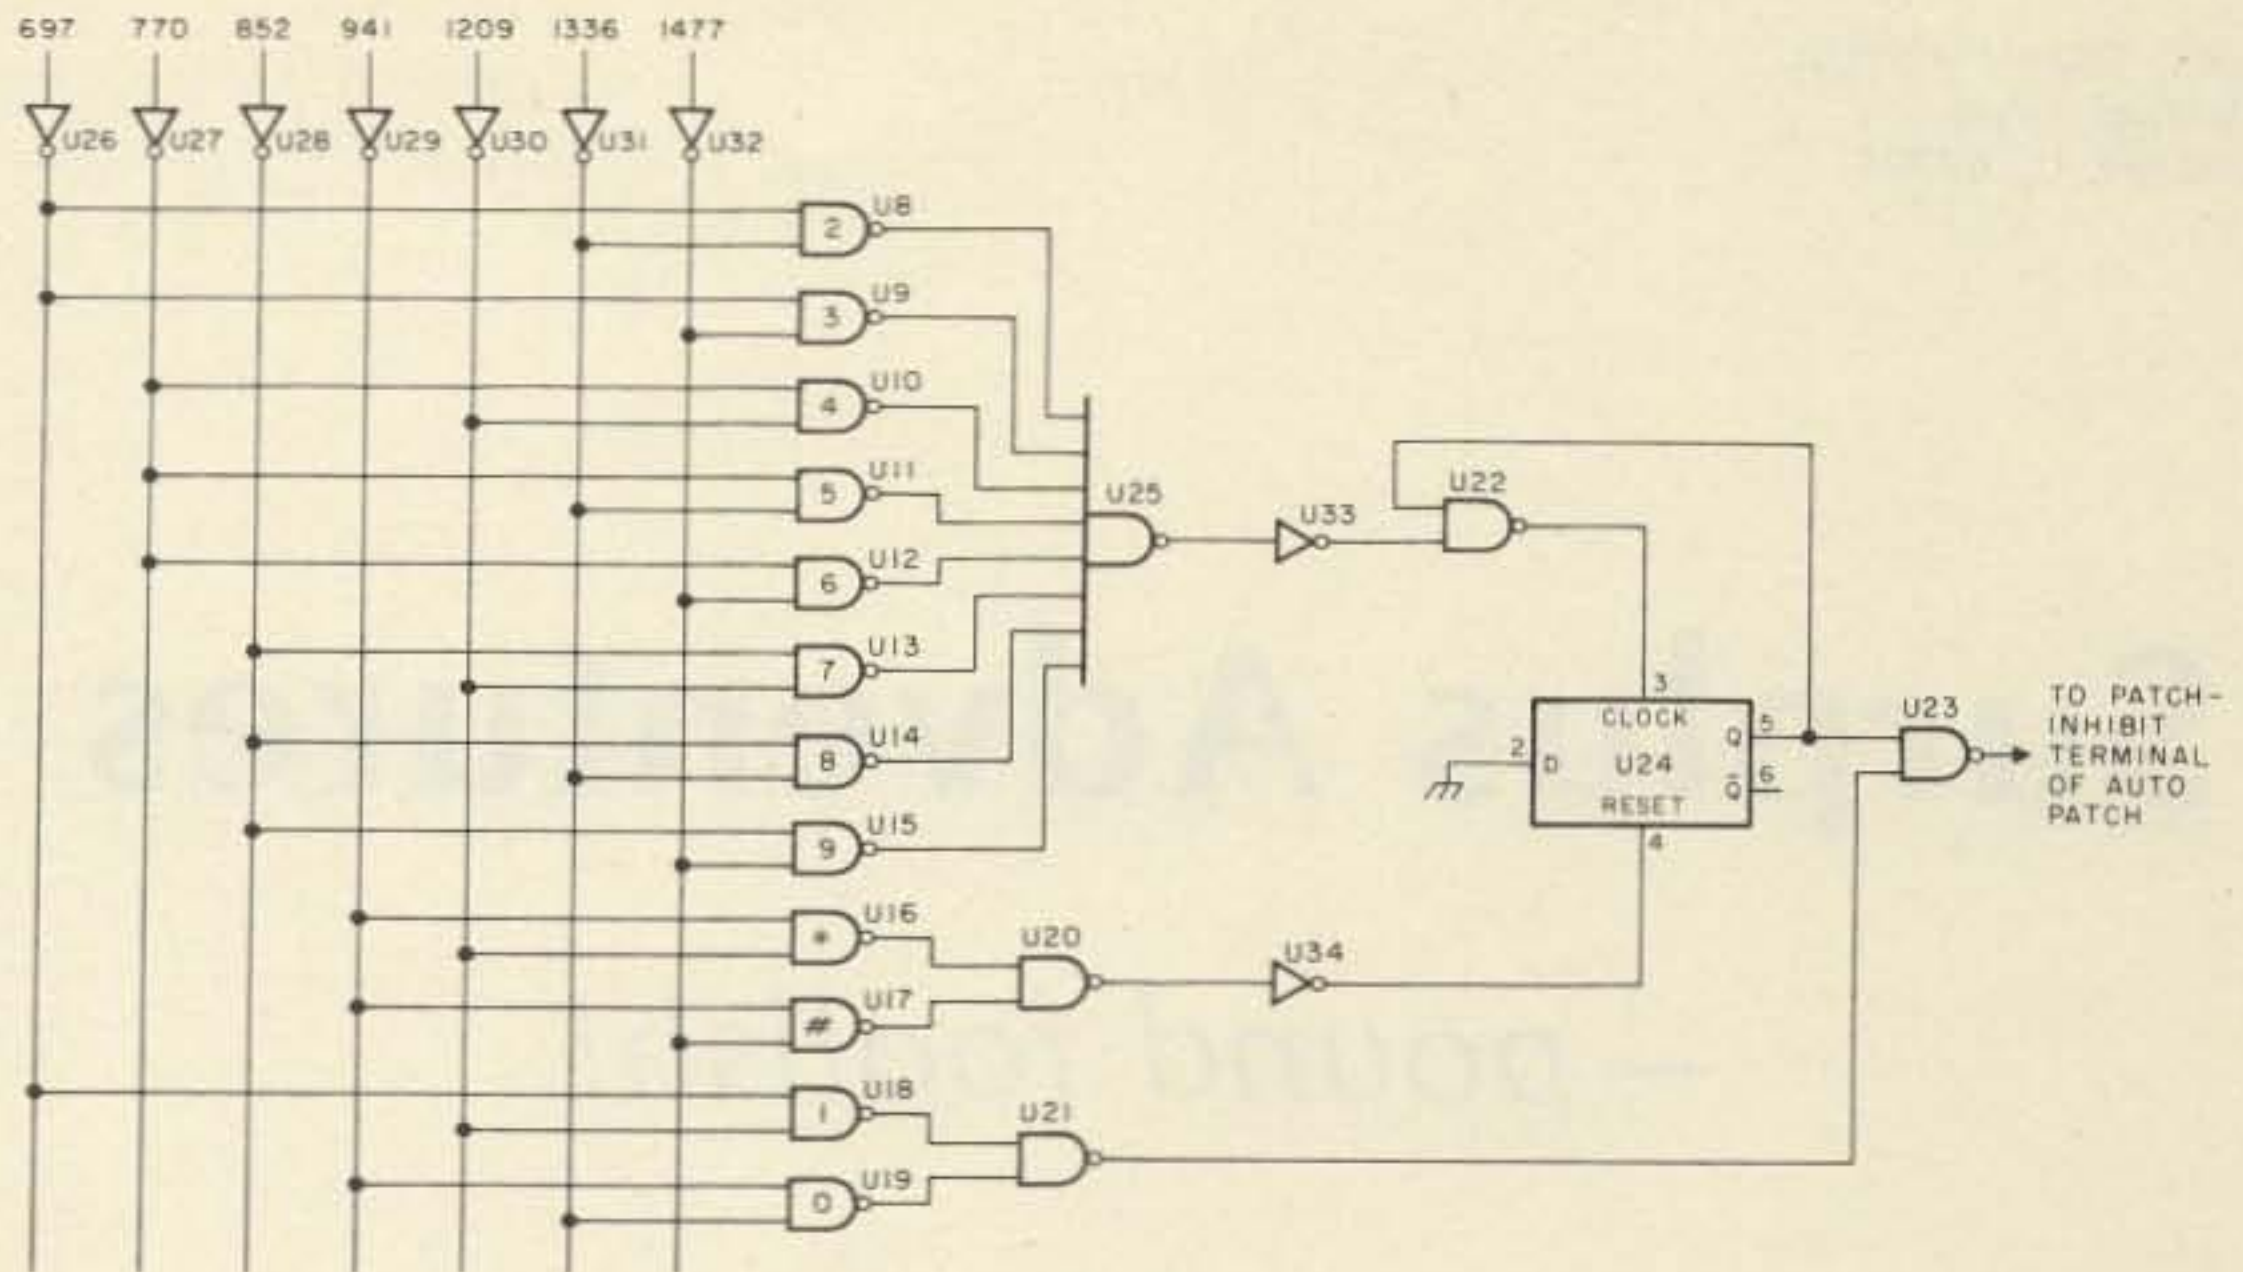 697 770 852 941 1209 1336 1477
U26 U27 U28 U29 U30 U31 U32
U8
2
U9
3
U10
4
U11
5
U12
6
U13
7
U14
8
U15
9
U16
*
U17
#
U18
1
U19
0
U25
U33
U22
U20
U34
U21
3
CLOCK
Q 5
2 D U24
Q̅ 6
RESET
4
U23
TO PATCH-
INHIBIT
TERMINAL
OF AUTO
PATCH